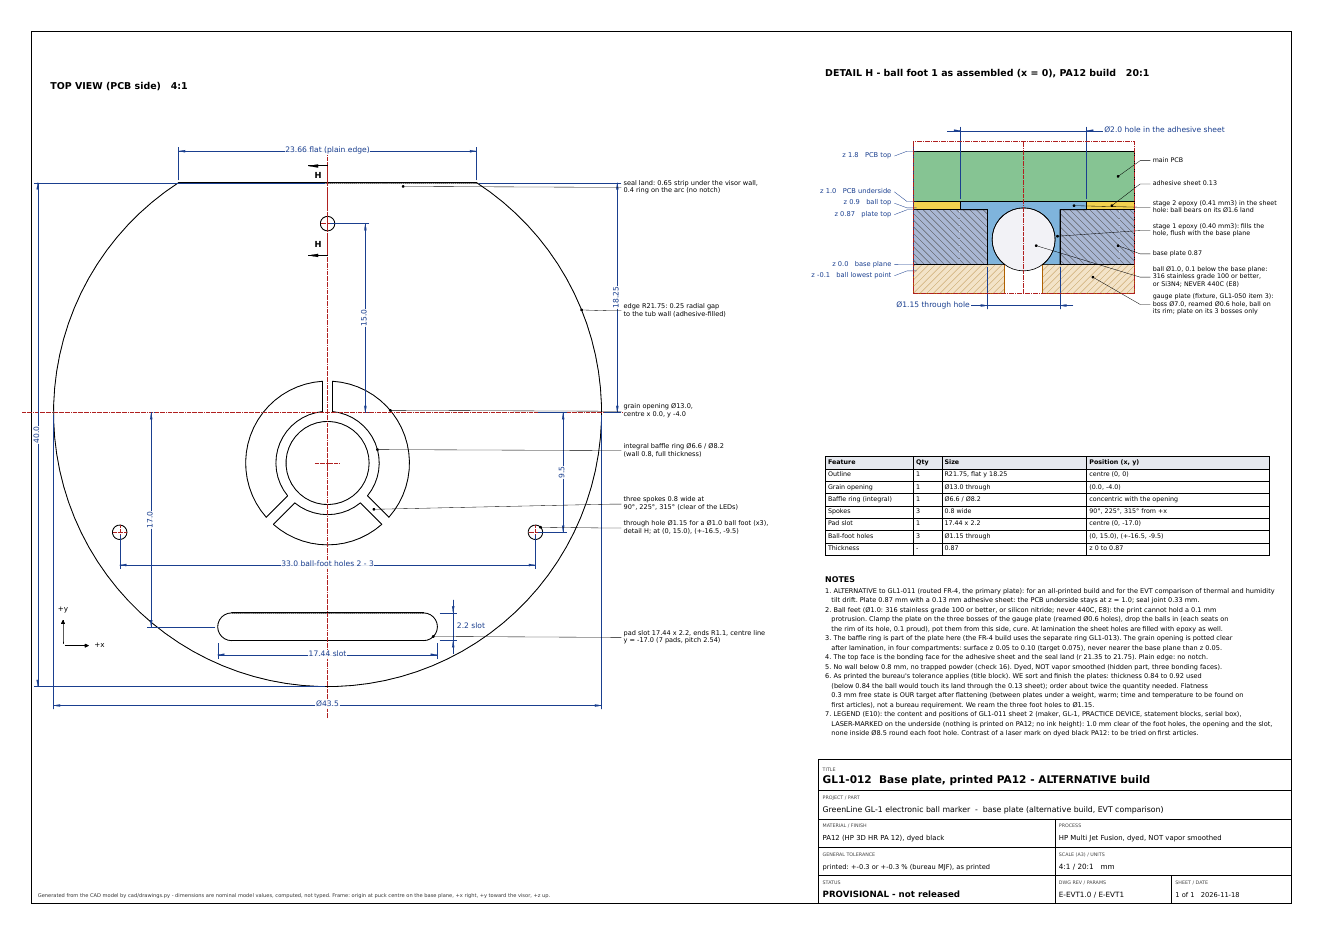 TOP VIEW (PCB side)   4:1
23.66 flat (plain edge)
H
H
18.25
15.0
40.0
17.0
9.5
33.0 ball-foot holes 2 - 3
2.2 slot
17.44 slot
Ø43.5
+y
+x
seal land: 0.65 strip under the visor wall,
0.4 ring on the arc (no notch)
edge R21.75: 0.25 radial gap
to the tub wall (adhesive-filled)
grain opening Ø13.0,
centre x 0.0, y -4.0
integral baffle ring Ø6.6 / Ø8.2
(wall 0.8, full thickness)
three spokes 0.8 wide at
90°, 225°, 315° (clear of the LEDs)
through hole Ø1.15 for a Ø1.0 ball foot (x3),
detail H; at (0, 15.0), (+-16.5, -9.5)
pad slot 17.44 x 2.2, ends R1.1, centre line
y = -17.0 (7 pads, pitch 2.54)
DETAIL H - ball foot 1 as assembled (x = 0), PA12 build   20:1
Ø2.0 hole in the adhesive sheet
z 1.8   PCB top
z 1.0   PCB underside
z 0.9   ball top
z 0.87   plate top
z 0.0   base plane
z -0.1   ball lowest point
Ø1.15 through hole
main PCB
adhesive sheet 0.13
stage 2 epoxy (0.41 mm3) in the sheet
hole: ball bears on its Ø1.6 land
stage 1 epoxy (0.40 mm3): fills the
hole, flush with the base plane
base plate 0.87
ball Ø1.0, 0.1 below the base plane:
316 stainless grade 100 or better,
or Si3N4; NEVER 440C (E8)
gauge plate (fixture, GL1-050 item 3):
boss Ø7.0, reamed Ø0.6 hole, ball on
its rim; plate on its 3 bosses only
Feature   Qty   Size   Position (x, y)
Outline   1   R21.75, flat y 18.25   centre (0, 0)
Grain opening   1   Ø13.0 through   (0.0, -4.0)
Baffle ring (integral)   1   Ø6.6 / Ø8.2   concentric with the opening
Spokes   3   0.8 wide   90°, 225°, 315° from +x
Pad slot   1   17.44 x 2.2   centre (0, -17.0)
Ball-foot holes   3   Ø1.15 through   (0, 15.0), (+-16.5, -9.5)
Thickness   -   0.87   z 0 to 0.87
NOTES
1. ALTERNATIVE to GL1-011 (routed FR-4, the primary plate): for an all-printed build and for the EVT comparison of thermal and humidity
tilt drift. Plate 0.87 mm with a 0.13 mm adhesive sheet: the PCB underside stays at z = 1.0; seal joint 0.33 mm.
2. Ball feet (Ø1.0: 316 stainless grade 100 or better, or silicon nitride; never 440C, E8): the print cannot hold a 0.1 mm
protrusion. Clamp the plate on the three bosses of the gauge plate (reamed Ø0.6 holes), drop the balls in (each seats on
the rim of its hole, 0.1 proud), pot them from this side, cure. At lamination the sheet holes are filled with epoxy as well.
3. The baffle ring is part of the plate here (the FR-4 build uses the separate ring GL1-013). The grain opening is potted clear
after lamination, in four compartments: surface z 0.05 to 0.10 (target 0.075), never nearer the base plane than z 0.05.
4. The top face is the bonding face for the adhesive sheet and the seal land (r 21.35 to 21.75). Plain edge: no notch.
5. No wall below 0.8 mm, no trapped powder (check 16). Dyed, NOT vapor smoothed (hidden part, three bonding faces).
6. As printed the bureau's tolerance applies (title block). WE sort and finish the plates: thickness 0.84 to 0.92 used
(below 0.84 the ball would touch its land through the 0.13 sheet); order about twice the quantity needed. Flatness
0.3 mm free state is OUR target after flattening (between plates under a weight, warm; time and temperature to be found on
first articles), not a bureau requirement. We ream the three foot holes to Ø1.15.
7. LEGEND (E10): the content and positions of GL1-011 sheet 2 (maker, GL-1, PRACTICE DEVICE, statement blocks, serial box),
LASER-MARKED on the underside (nothing is printed on PA12; no ink height): 1.0 mm clear of the foot holes, the opening and the slot,
none inside Ø8.5 round each foot hole. Contrast of a laser mark on dyed black PA12: to be tried on first articles.
TITLE
GL1-012  Base plate, printed PA12 - ALTERNATIVE build
PROJECT / PART
GreenLine GL-1 electronic ball marker  -  base plate (alternative build, EVT comparison)
MATERIAL / FINISH   PROCESS
PA12 (HP 3D HR PA 12), dyed black   HP Multi Jet Fusion, dyed, NOT vapor smoothed
GENERAL TOLERANCE   SCALE (A3) / UNITS
printed: +-0.3 or +-0.3 % (bureau MJF), as printed   4:1 / 20:1   mm
STATUS   DWG REV / PARAMS   SHEET / DATE
PROVISIONAL - not released   E-EVT1.0 / E-EVT1   1 of 1   2026-11-18
Generated from the CAD model by cad/drawings.py - dimensions are nominal model values, computed, not typed. Frame: origin at puck centre on the base plane, +x right, +y toward the visor, +z up.